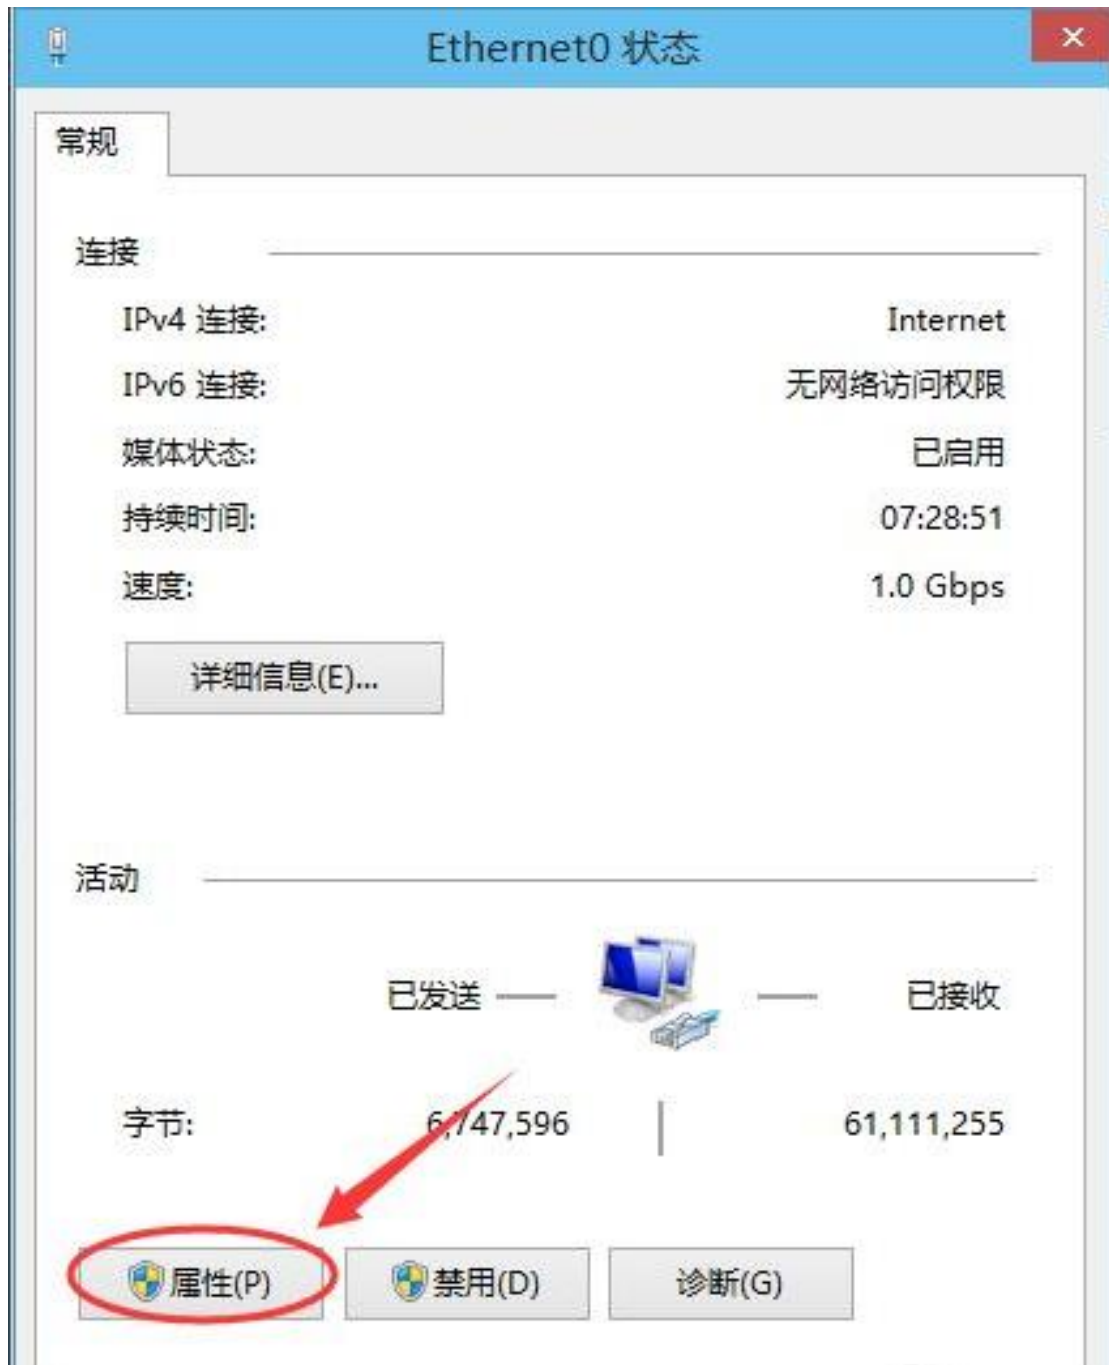 Ethernet0 状态
常规
连接
IPv4 连接: Internet
IPv6 连接: 无网络访问权限
媒体状态: 已启用
持续时间: 07:28:51
速度: 1.0 Gbps
详细信息(E)...
活动
已发送 已接收
字节: 6,747,596 61,111,255
属性(P) 禁用(D) 诊断(G)